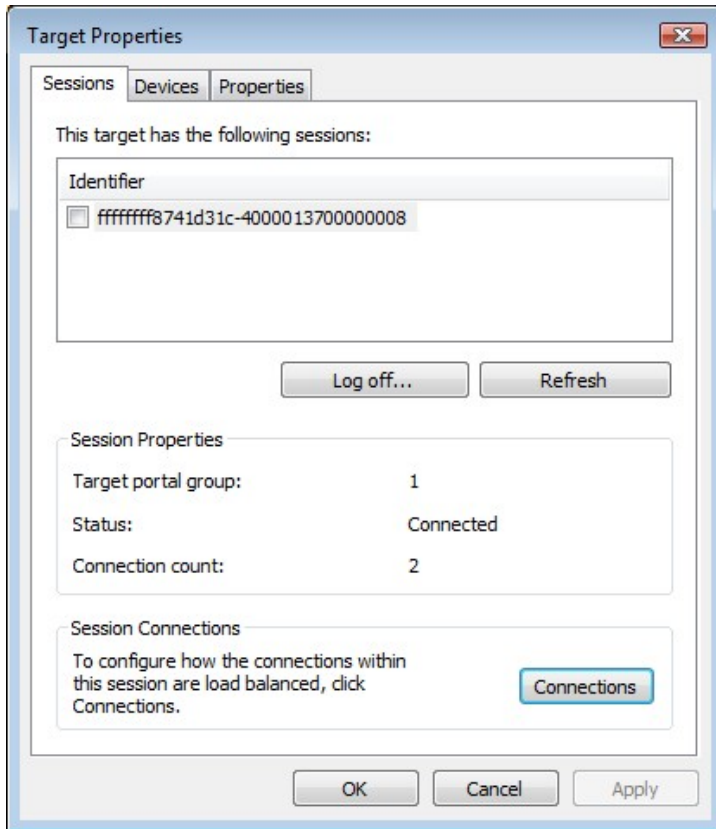 Target Properties
Sessions Devices Properties
This target has the following sessions:
Identifier
ffffffff8741d31c-4000013700000008
Log off... Refresh
Session Properties
Target portal group: 1
Status: Connected
Connection count: 2
Session Connections
To configure how the connections within
this session are load balanced, click
Connections.
Connections
OK Cancel Apply